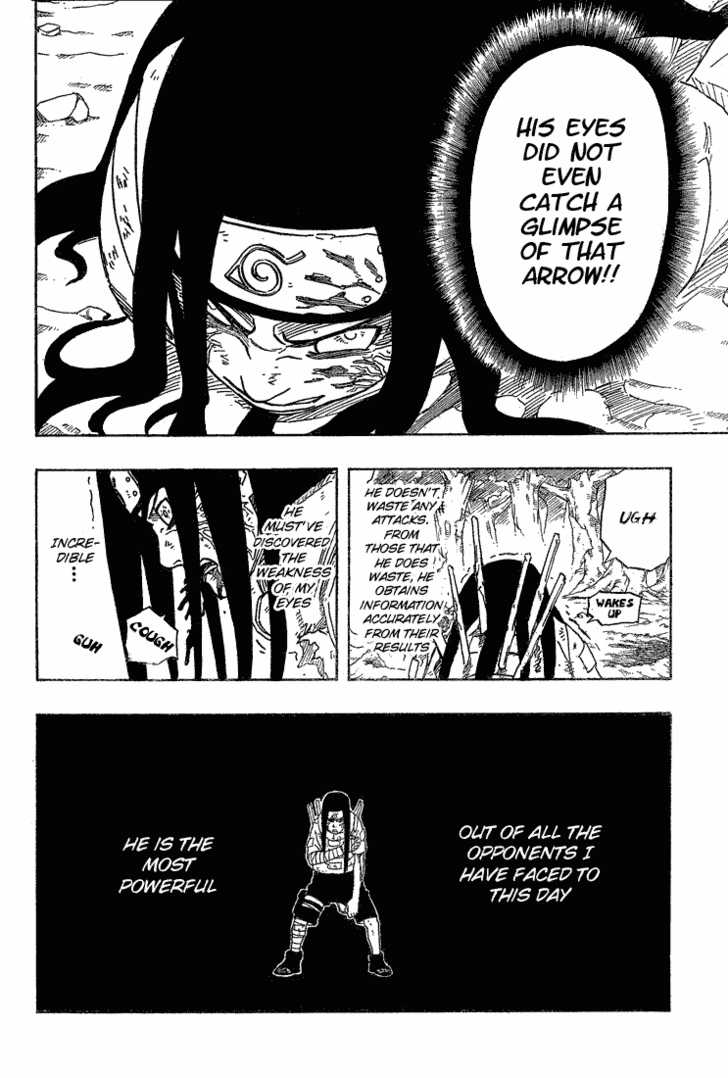 HIS EYES
DID NOT
EVEN
CATCH A
GLIMPSE
OF THAT
ARROW!!
UGH
WAKES
UP
HE DOESN'T
WASTE ANY
ATTACKS.
FROM
THOSE THAT
HE DOES
WASTE, HE
OBTAINS
INFORMATION
ACCURATELY
FROM THEIR
RESULTS
HE
MUST'VE
DISCOVERED
THE
WEAKNESS
OF MY
EYES
INCRE-
DIBLE
...
COUGH
GUH
OUT OF ALL THE
OPPONENTS I
HAVE FACED TO
THIS DAY
HE IS THE
MOST
POWERFUL